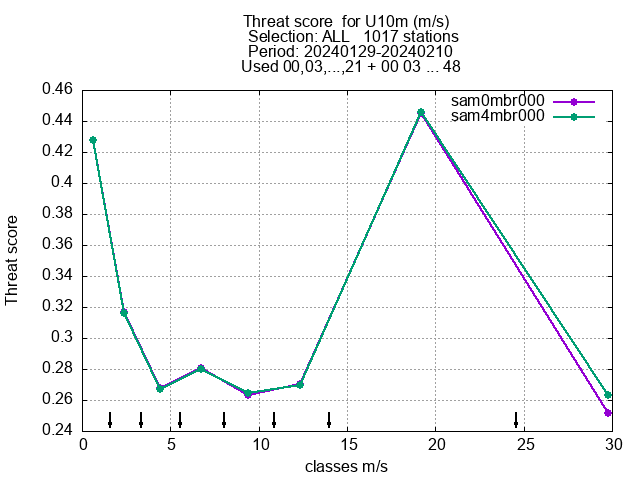 Threat score  for U10m (m/s)
Selection: ALL   1017 stations
Period: 20240129-20240210
Used 00,03,...,21 + 00 03 ... 48
sam0mbr000
sam4mbr000
0.46
0.44
0.42
0.4
0.38
0.36
0.34
0.32
0.3
0.28
0.26
0.24
Threat score
0 5 10 15 20 25 30
classes m/s